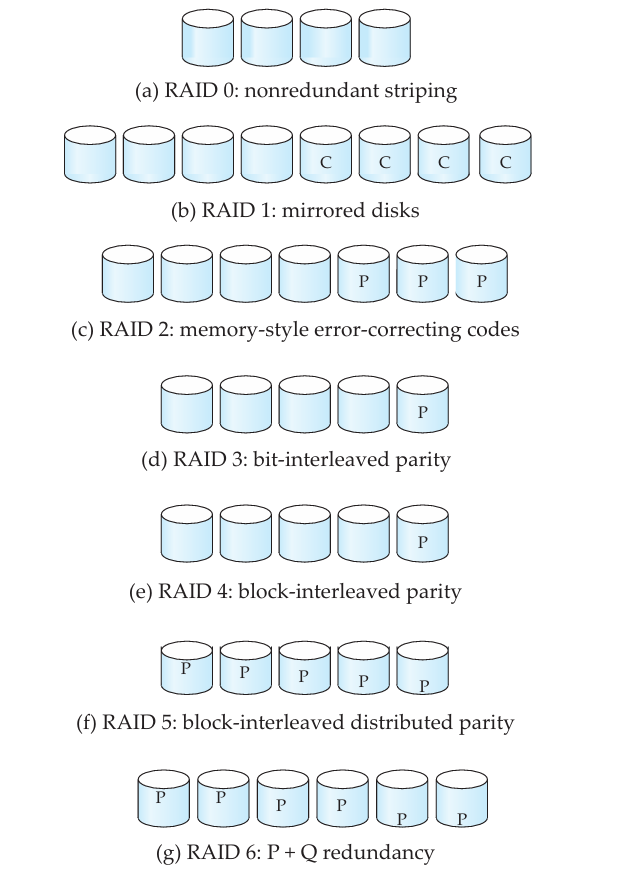 (a) RAID 0: nonredundant striping
C C C C
(b) RAID 1: mirrored disks
P P P
(c) RAID 2: memory-style error-correcting codes
P
(d) RAID 3: bit-interleaved parity
P
(e) RAID 4: block-interleaved parity
P P P P P
(f) RAID 5: block-interleaved distributed parity
P P P P P P
(g) RAID 6: P + Q redundancy